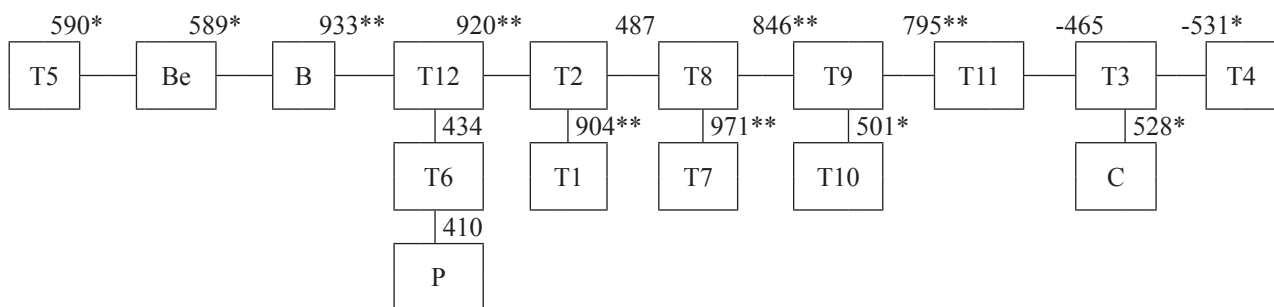 590* 589* 933** 920** 487 846** 795** -465 -531*
T5 Be B T12 T2 T8 T9 T11 T3 T4
434 904** 971** 501* 528*
T6 T1 T7 T10 C
410
P